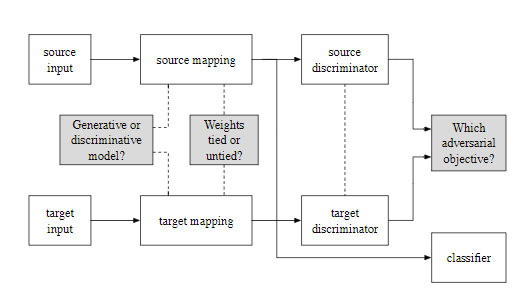 source
input
source mapping
source
discriminator
Generative or
discriminative
model?
Weights
tied or
untied?
Which
adversarial
objective?
target
input
target mapping
target
discriminator
classifier